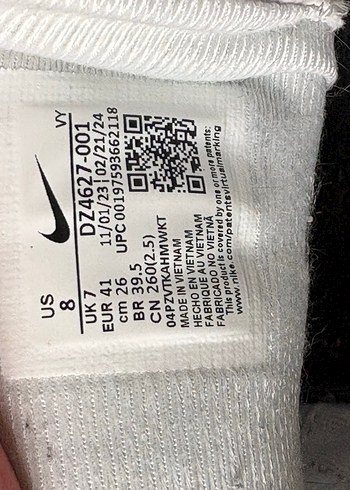 US
8
VY
UK 7 DZ4627-001
EUR 41 11/01/23 | 02/21/24
cm 26 UPC 00197593662118
BR 39.5
CN 260(2.5)
04PZVTKAHMWKT
MADE IN VIETNAM
HECHO EN VIETNAM
FABRIQUE AU VIETNAM
FABRICADO NO VIETNÃ
This product is covered by one or more patents:
www.nike.com/patentsvirtualmarking